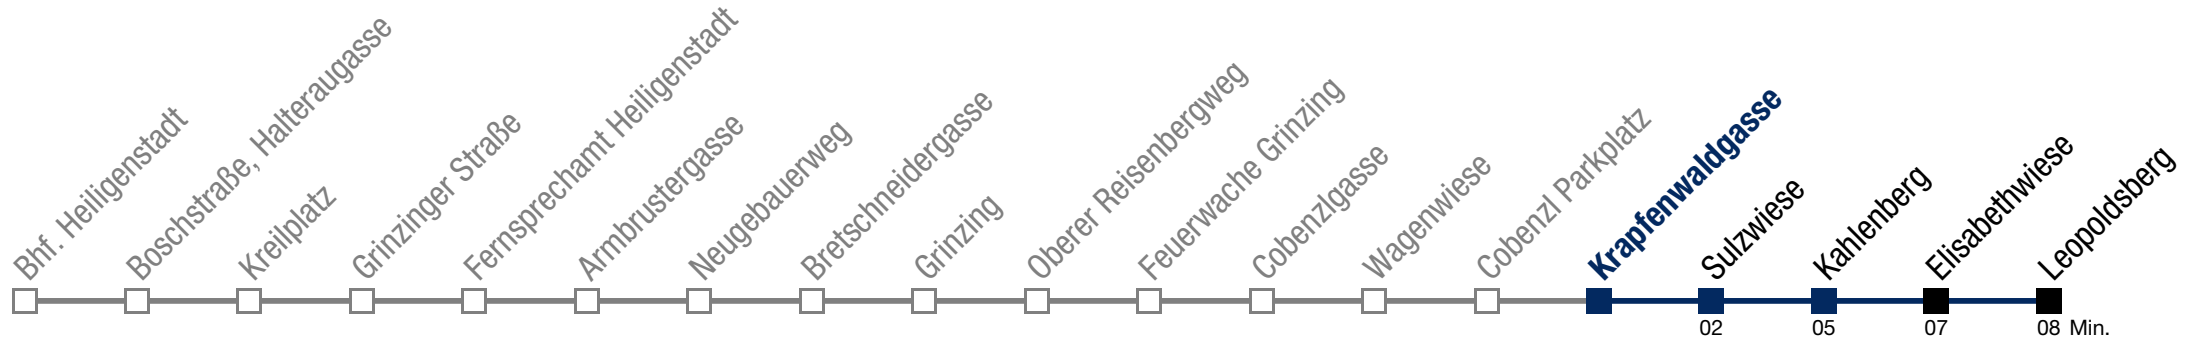 Bhf. Heiligenstadt
Boschstraße, Halteraugasse
Kreilplatz
Grinzinger Straße
Fernsprechamt Heiligenstadt
Armbrustergasse
Neugebauerweg
Bretschneidergasse
Grinzing
Oberer Reisenbergweg
Feuerwache Grinzing
Cobenzlgasse
Wagenwiese
Cobenzl Parkplatz
Krapfenwaldgasse
Sulzwiese
Kahlenberg
Elisabethwiese
Leopoldsberg
02 05 07 08 Min.